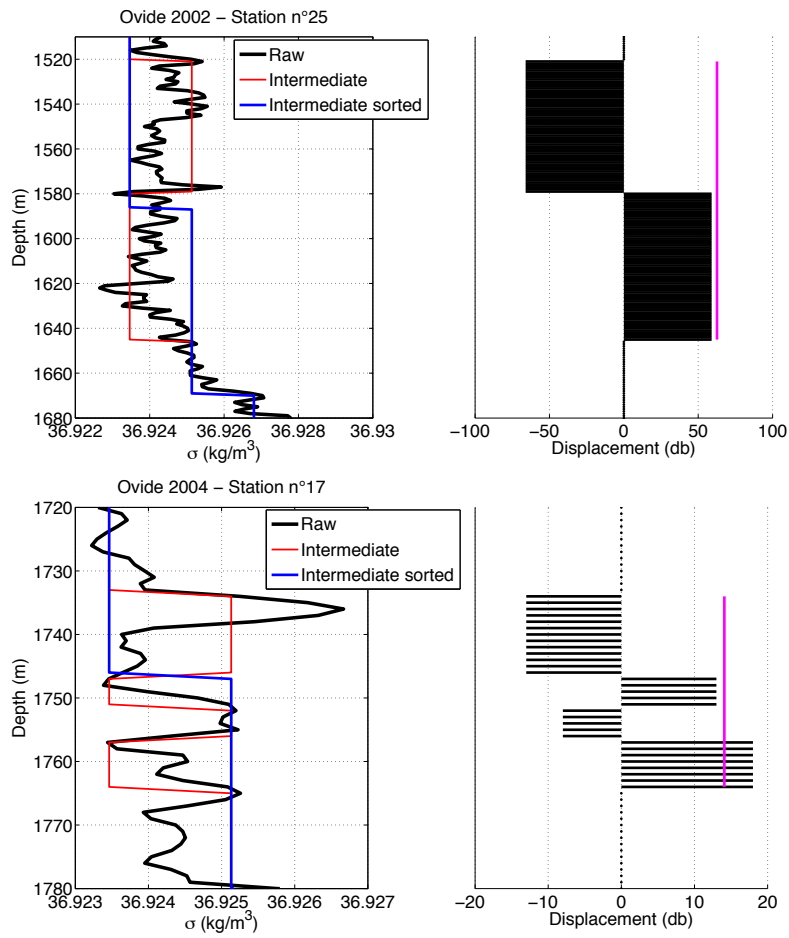 Ovide 2002 − Station n°25
Raw
Intermediate
Intermediate sorted
1520
1540
1560
1580
1600
1620
1640
1660
1680
Depth (m)
36.922 36.924 36.926 36.928 36.93
σ (kg/m³)
−100 −50 0 50 100
Displacement (db)
Ovide 2004 − Station n°17
Raw
Intermediate
Intermediate sorted
1720
1730
1740
1750
1760
1770
1780
Depth (m)
36.923 36.924 36.925 36.926 36.927
σ (kg/m³)
−20 −10 0 10 20
Displacement (db)